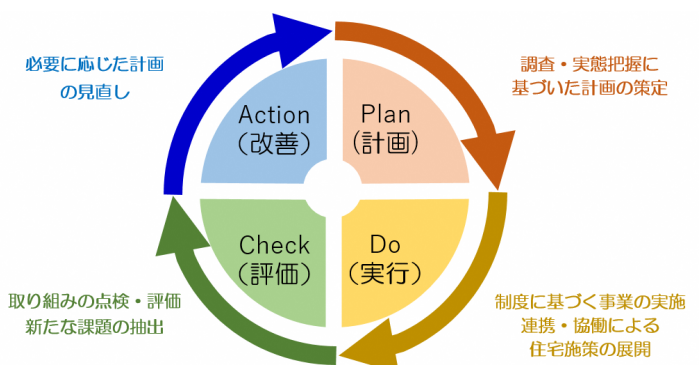 必要に応じた計画
の見直し
Action
(改善)
Plan
(計画)
調査・実態把握に
基づいた計画の策定
取り組みの点検・評価
新たな課題の抽出
Check
(評価)
Do
(実行)
制度に基づく事業の実施
連携・協働による
住宅施策の展開